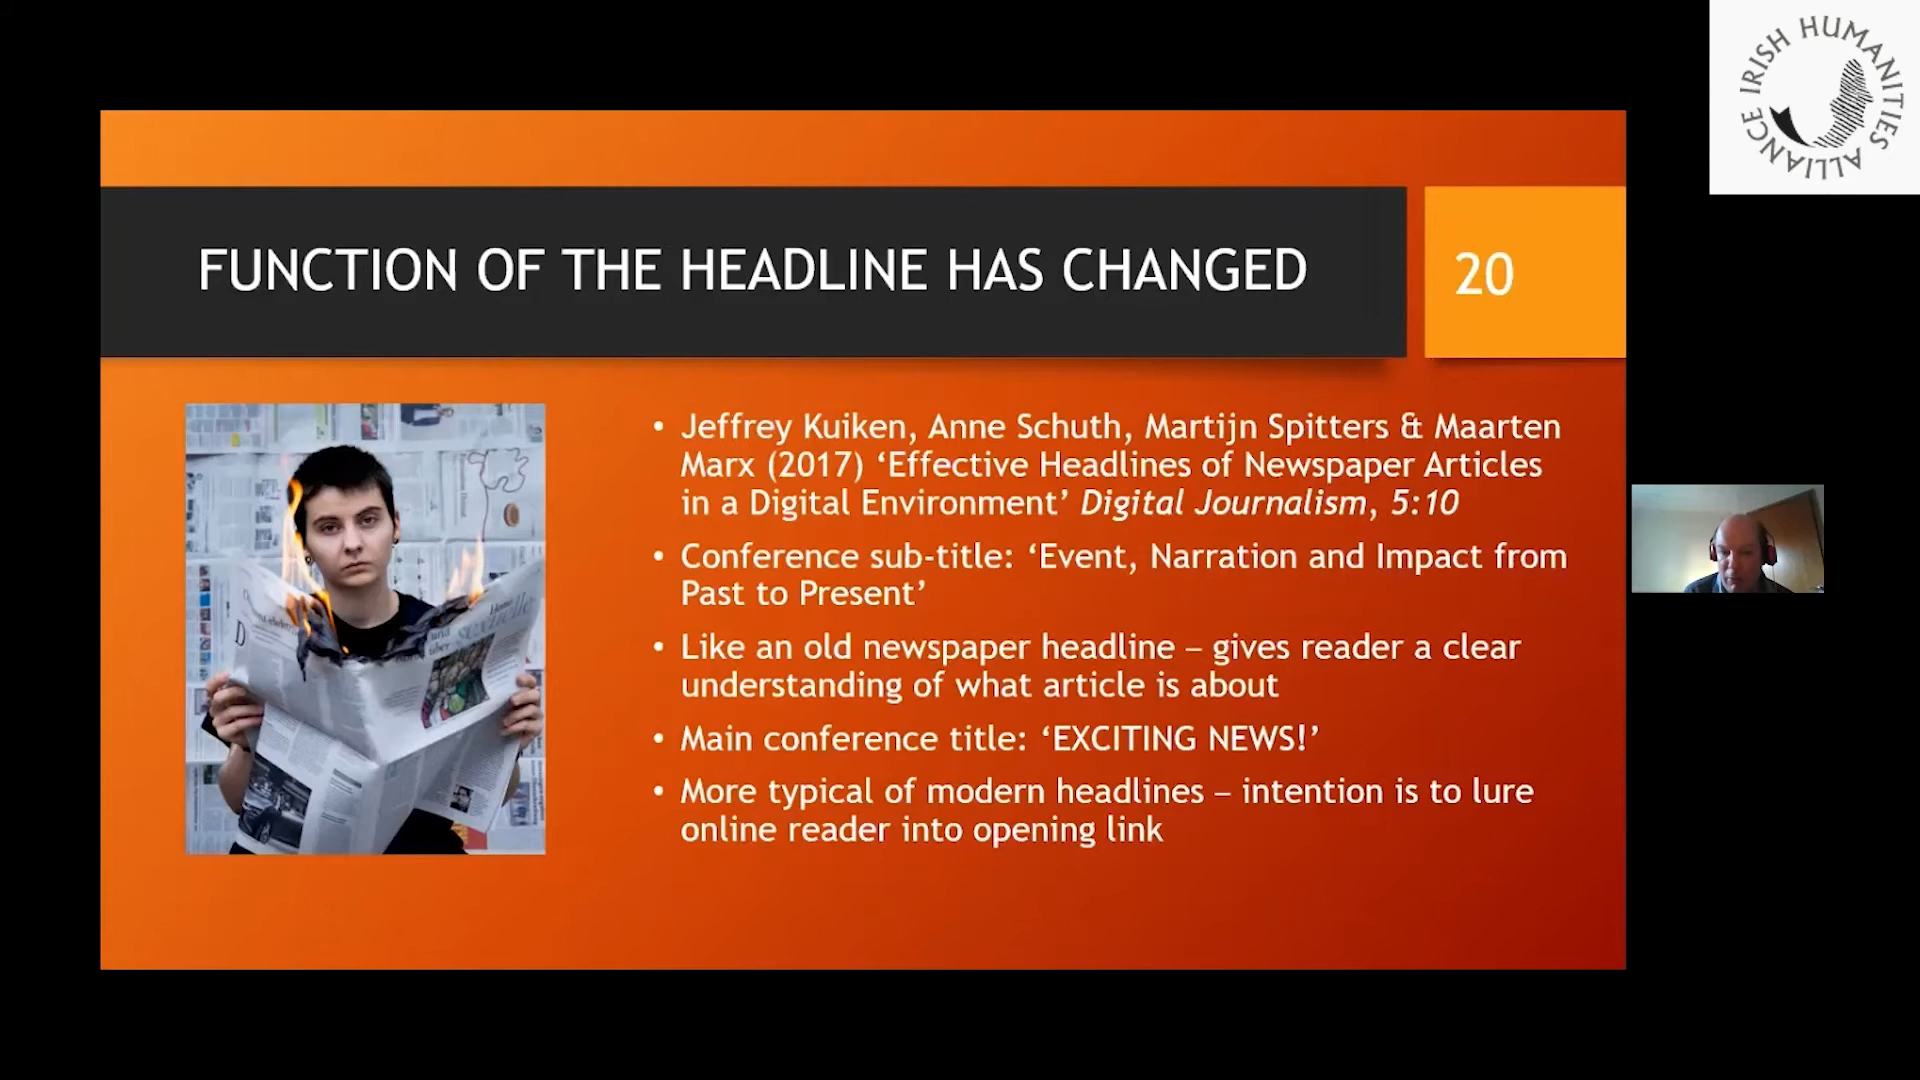 IRISH HUMANITIES ALLIANCE
FUNCTION OF THE HEADLINE HAS CHANGED
20
• Jeffrey Kuiken, Anne Schuth, Martijn Spitters & Maarten
Marx (2017) ‘Effective Headlines of Newspaper Articles
in a Digital Environment’ Digital Journalism, 5:10
• Conference sub-title: ‘Event, Narration and Impact from
Past to Present’
• Like an old newspaper headline – gives reader a clear
understanding of what article is about
• Main conference title: ‘EXCITING NEWS!’
• More typical of modern headlines – intention is to lure
online reader into opening link